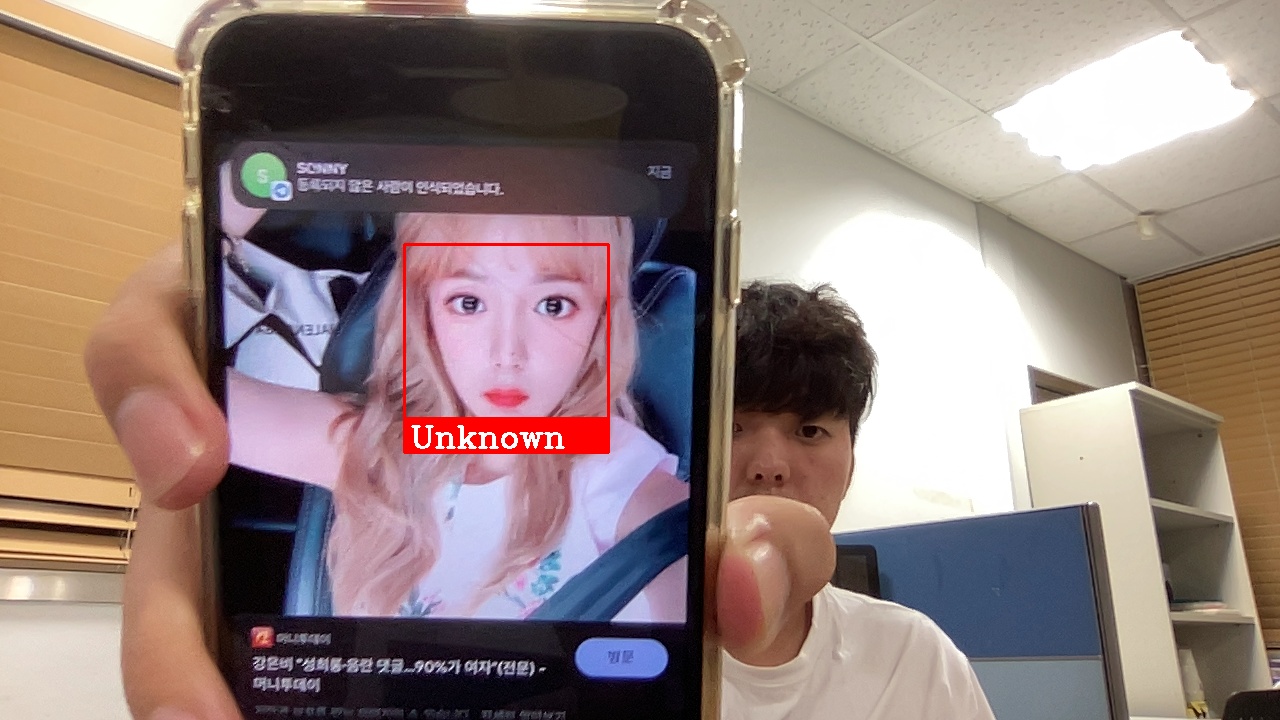 S
SONNY
지금
등록되지 않은 사람이 인식되었습니다.
Unknown
머니투데이
강은비 "성희롱·음란 댓글...90%가 여자"(전문) -
머니투데이
방문